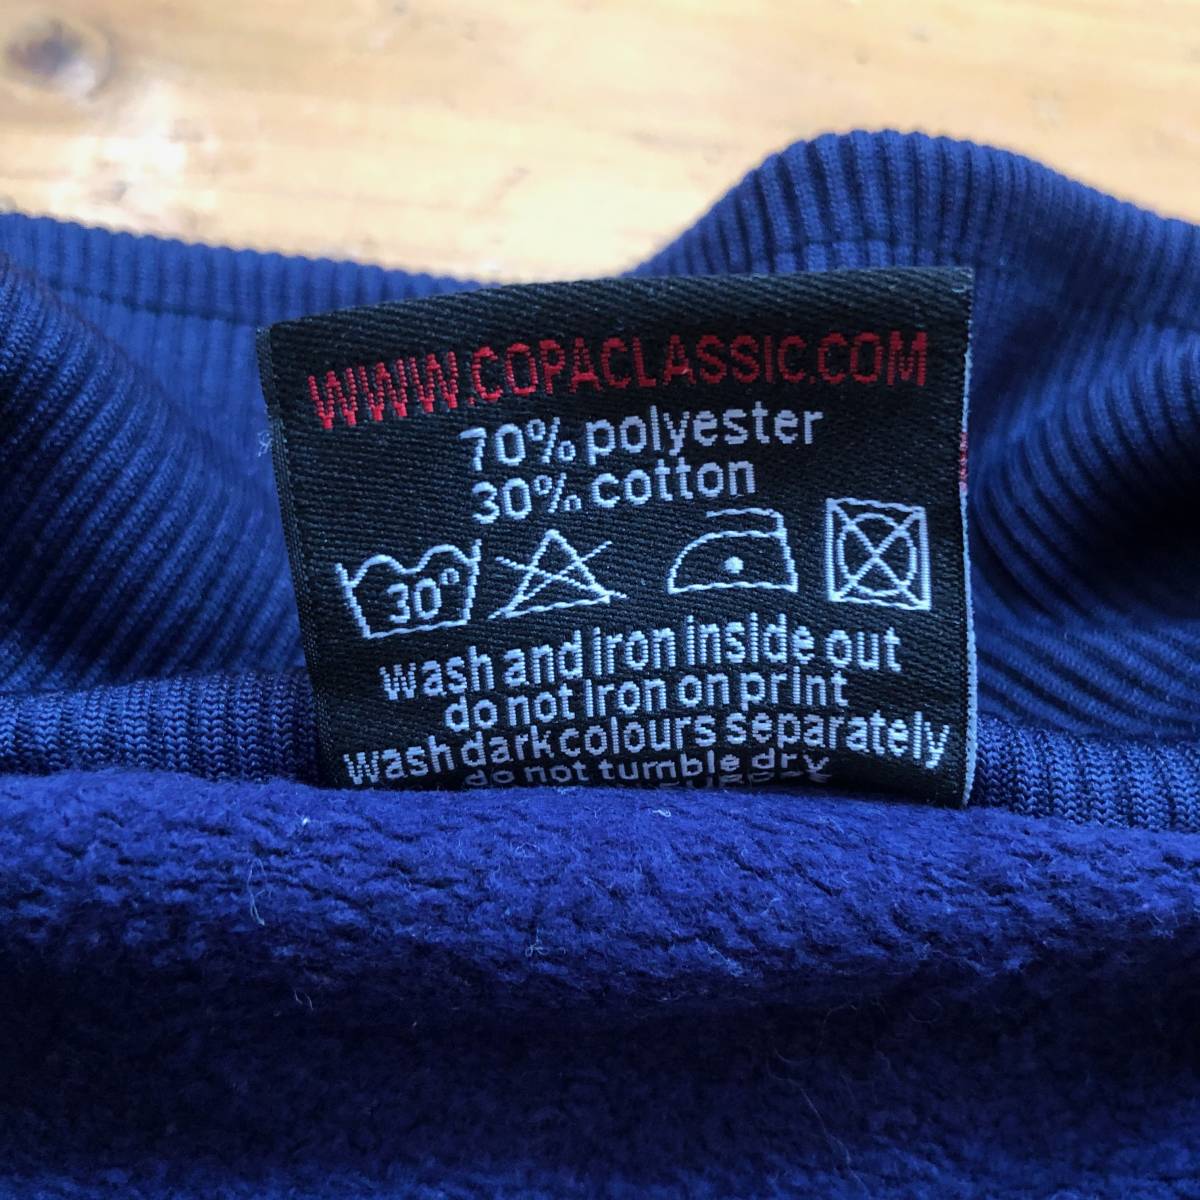 WWW.COPACLASSIC.COM
70% polyester
30% cotton
30°
wash and iron inside out
do not iron on print
wash dark colours separately
do not tumble dry